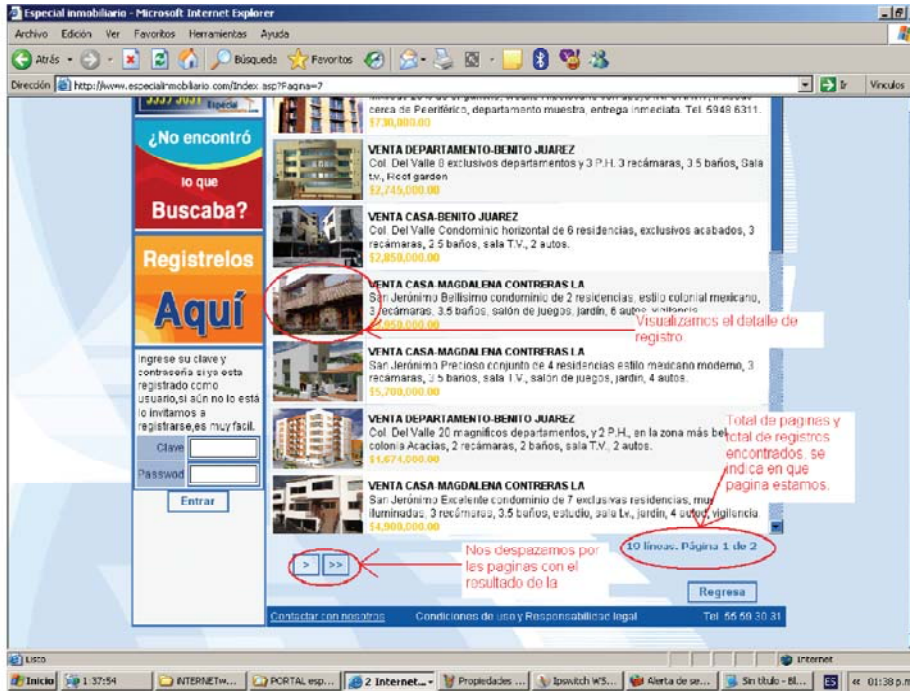 Especial inmobiliario - Microsoft Internet Explorer
Archivo Edición Ver Favoritos Herramientas Ayuda
Atrás Búsqueda Favoritos
Dirección http://www.especialinmobiliario.com/Index.asp?Pagina=7 Ir Vínculos
Especial
cerca de Peeriférico, departamento muestra, entrega inmediata. Tel. 5948 6311.
$730,000.00
¿No encontró
lo que
Buscaba?
Registrelos
Aquí
Ingrese su clave y
contraseña si ya esta
registrado como
usuario,si aún no lo está
lo invitamos a
registrarse,es muy facil.
Clave
Passwod
Entrar
VENTA DEPARTAMENTO-BENITO JUAREZ
Col. Del Valle 8 exclusivos departamentos y 3 P.H. 3 recámaras, 3.5 baños, Sala
t.v., Roof garden
$2,745,000.00
VENTA CASA-BENITO JUAREZ
Col. Del Valle Condominio horizontal de 6 residencias, exclusivos acabados, 3
recámaras, 2.5 baños, sala T.V., 2 autos.
$2,850,000.00
VENTA CASA-MAGDALENA CONTRERAS LA
San Jerónimo Bellísimo condominio de 2 residencias, estilo colonial mexicano,
3 recámaras, 3.5 baños, salón de juegos, jardín, 6 autos, vigilancia.
,950,000.00
Visualizamos el detalle de
registro.
VENTA CASA-MAGDALENA CONTRERAS LA
San Jerónimo Precioso conjunto de 4 residencias estilo mexicano moderno, 3
recámaras, 3.5 baños, sala T.V., salón de juegos, jardín, 4 autos.
$5,700,000.00
VENTA DEPARTAMENTO-BENITO JUAREZ
Col. Del Valle 20 magníficos departamentos, y 2 P.H., en la zona más bel
colonia Acacias, 2 recámaras, 2 baños, sala T.V., 2 autos.
$1,674,000.00
Total de paginas y
total de registros
encontrados, se
indica en que
pagina estamos.
VENTA CASA-MAGDALENA CONTRERAS LA
San Jerónimo Excelente condominio de 7 exclusivas residencias, muy
iluminadas, 3 recámaras, 3.5 baños, estudio, sala t.v., jardín, 4 autos, vigilancia.
$4,900,000.00
> >>
Nos despazamos por
las paginas con el
resultado de la
19 líneas. Página 1 de 2
Regresa
Contactar con nosotros Condiciones de uso y Responsabilidad legal Tel. 55 59 30 31
Listo Internet
Inicio 1:37:54 INTERNETw... PORTAL esp... 2 Internet... Propiedades ... Ipswitch WS... Alerta de se... Sin título - Bl... ES 01:38 p.m.